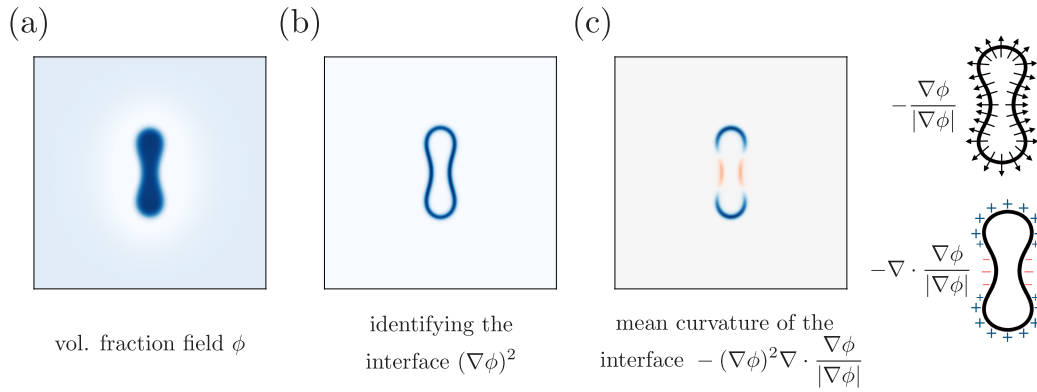 (a)
(b)
(c)
vol. fraction field ϕ
identifying the
interface (∇ϕ)²
mean curvature of the
interface − (∇ϕ)²∇ · ∇ϕ/|∇ϕ|
−∇ϕ/|∇ϕ|
−∇ · ∇ϕ/|∇ϕ|